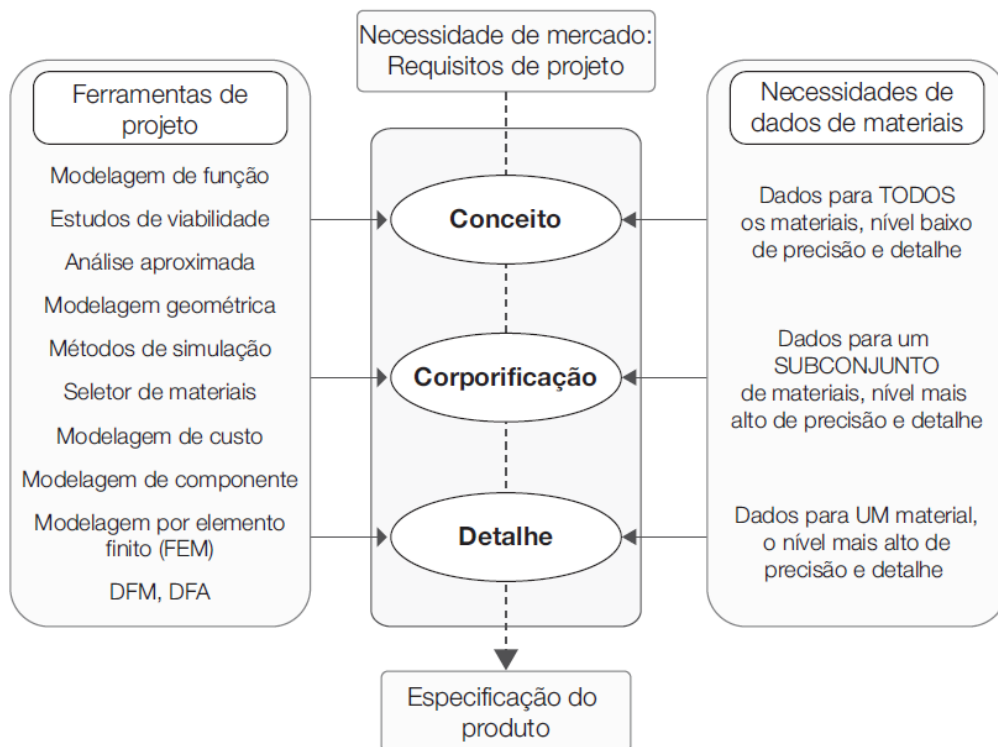 Necessidade de mercado:
Requisitos de projeto
Ferramentas de
projeto
Modelagem de função
Estudos de viabilidade
Análise aproximada
Modelagem geométrica
Métodos de simulação
Seletor de materiais
Modelagem de custo
Modelagem de componente
Modelagem por elemento
finito (FEM)
DFM, DFA
Conceito
Corporificação
Detalhe
Necessidades de
dados de materiais
Dados para TODOS
os materiais, nível baixo
de precisão e detalhe
Dados para um
SUBCONJUNTO
de materiais, nível mais
alto de precisão e detalhe
Dados para UM material,
o nível mais alto de
precisão e detalhe
Especificação do
produto